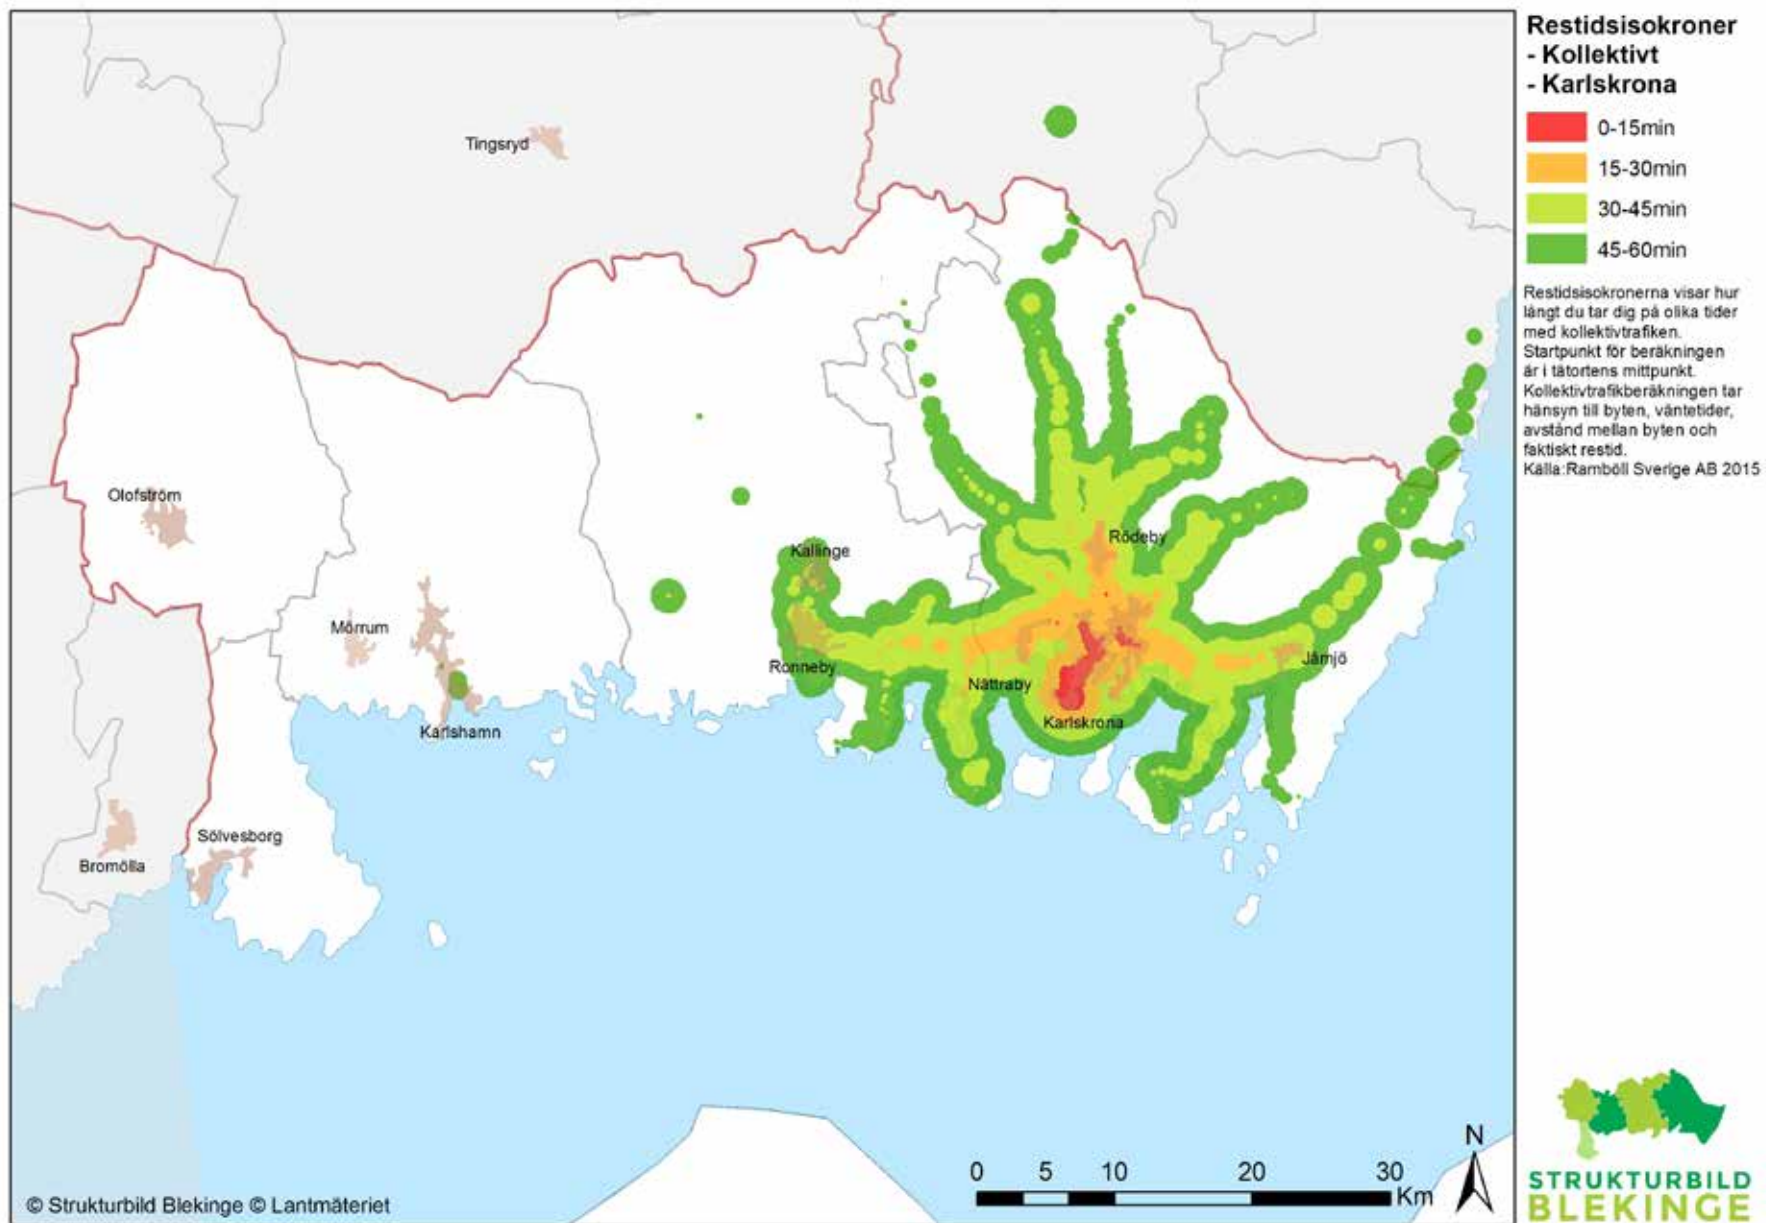 Restidsisokroner
- Kollektivt
- Karlskrona
0-15min
15-30min
30-45min
45-60min
Restidsisokronerna visar hur
långt du tar dig på olika tider
med kollektivtrafiken.
Startpunkt för beräkningen
är i tätortens mittpunkt.
Kollektivtrafikberäkningen tar
hänsyn till byten, väntetider,
avstånd mellan byten och
faktiskt restid.
Källa:Ramböll Sverige AB 2015
Tingsryd
Olofström
Kallinge
Rödeby
Mörrum
Ronneby
Jämjö
Nättraby
Karlskrona
Karlshamn
Sölvesborg
Bromölla
N
0 5 10 20 30
Km
© Strukturbild Blekinge © Lantmäteriet
STRUKTURBILD
BLEKINGE